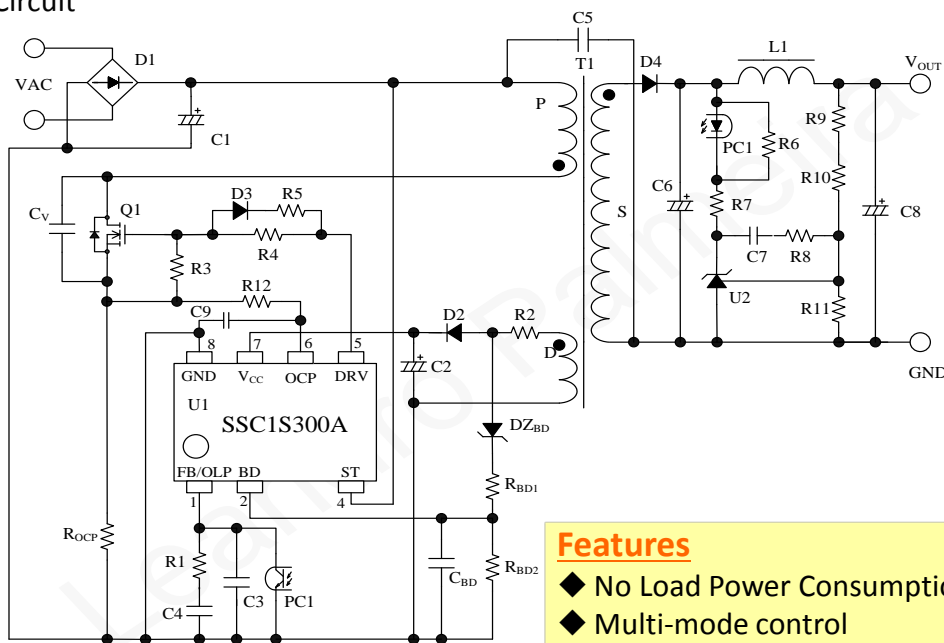 Circuit
C5
T1
D1
VAC
C1
P
D4
L1
VOUT
PC1
R6
R9
R10
R7
C6
S
C8
C7
R8
U2
R11
GND
CV
Q1
D3
R5
R4
R3
R12
C9
D2
R2
D
C2
8
7
6
5
GND
VCC
OCP
DRV
U1
SSC1S300A
FB/OLP
BD
ST
1
2
4
DZBD
RBD1
ROCP
R1
C4
C3
PC1
CBD
RBD2
Features
◆ No Load Power Consumptio
◆ Multi-mode control
Leandro Palmeira